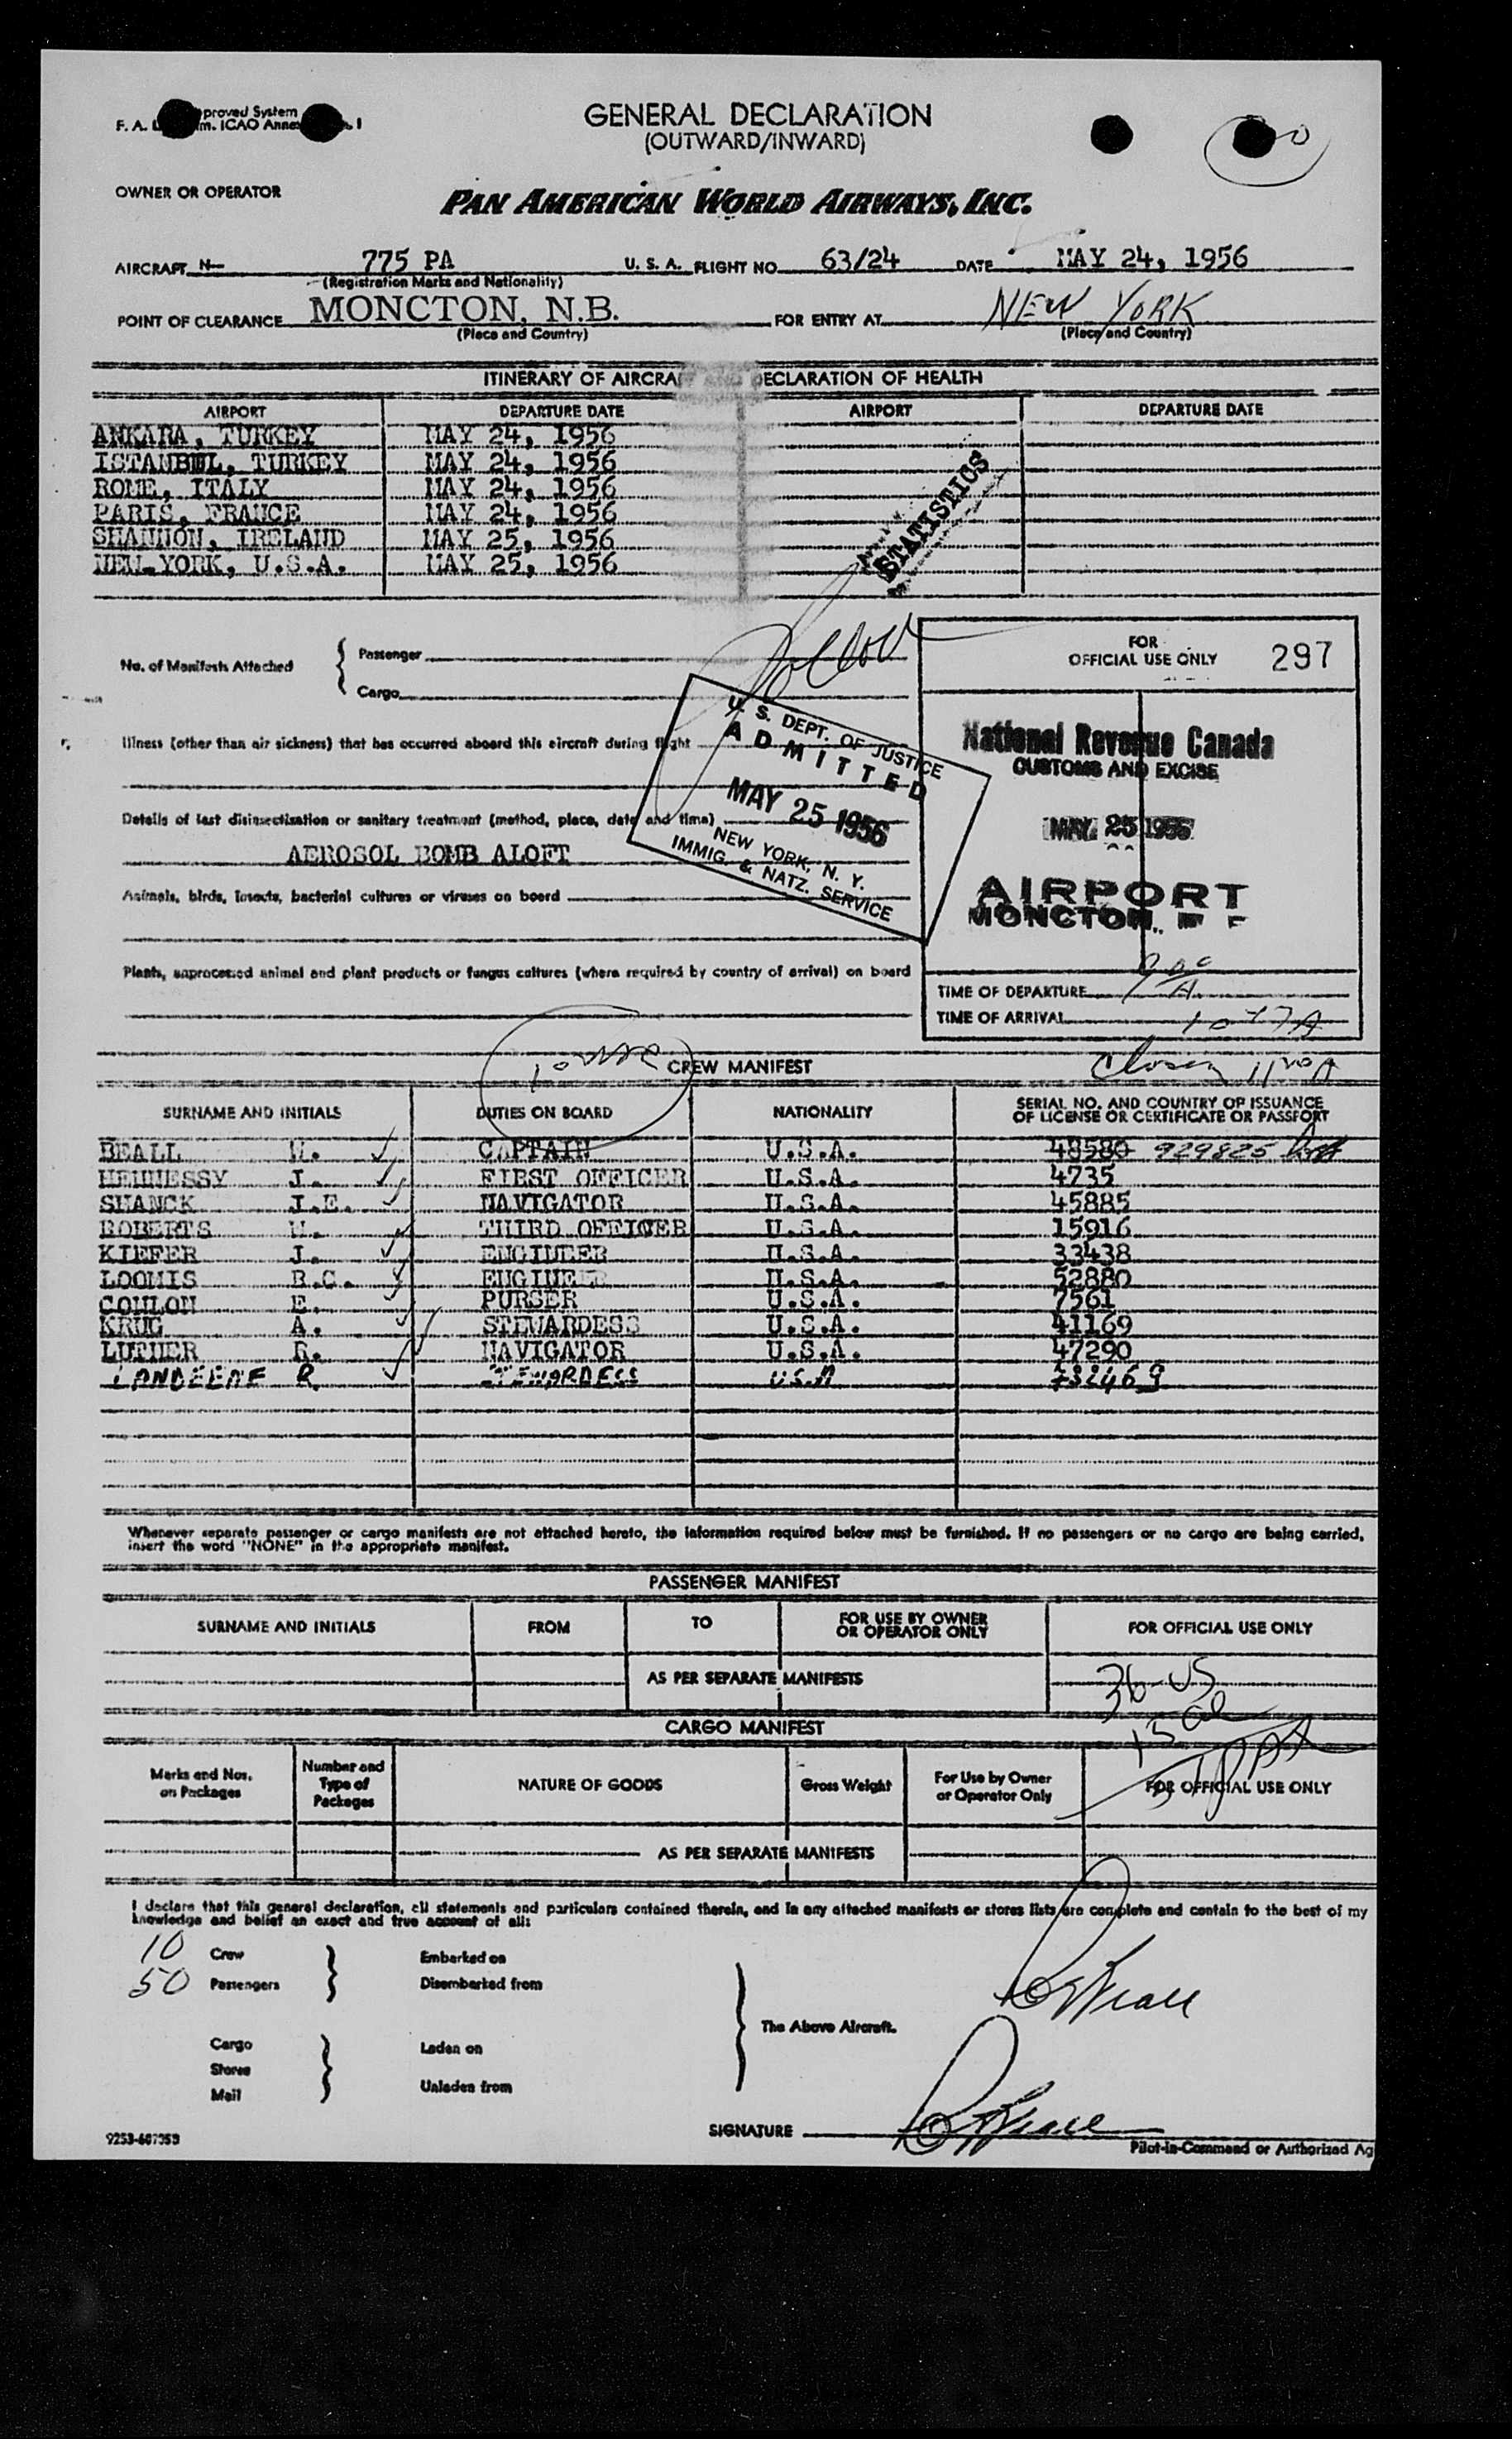 GENERAL DECLARATION
(OUTWARD/INWARD)
proved System
F. A. L m. ICAO Anne
OWNER OR OPERATOR
PAN AMERICAN WORLD AIRWAYS, INC.
AIRCRAFT N- 775 PA U. S. A. FLIGHT NO. 63/24 DATE MAY 24, 1956
(Registration Marks and Nationality)
POINT OF CLEARANCE MONCTON, N.B. FOR ENTRY AT NEW YORK
(Place and Country) (Place and Country)
ITINERARY OF AIRCRAF AND DECLARATION OF HEALTH
AIRPORT DEPARTURE DATE AIRPORT DEPARTURE DATE
ANKARA, TURKEY MAY 24, 1956
ISTANBUL, TURKEY MAY 24, 1956
ROME, ITALY MAY 24, 1956
PARIS, FRANCE MAY 24, 1956
SHANNON, IRELAND MAY 25, 1956
NEW YORK, U.S.A. MAY 25, 1956
STATISTICS
No. of Manifests Attached { Passenger
Cargo
FOR
OFFICIAL USE ONLY 297
U. S. DEPT. OF JUSTICE
ADMITTED
MAY 25 1956
NEW YORK, N. Y.
IMMIG. & NATZ. SERVICE
National Revenue Canada
CUSTOMS AND EXCISE
MAY 25 1956
AIRPORT
MONCTON,
Illness (other than air sickness) that has occurred aboard this aircraft during flight
Details of last disinsectization or sanitary treatment (method, place, date and time)
AEROSOL BOMB ALOFT
Animals, birds, insects, bacterial cultures or viruses on board
Plants, unprocessed animal and plant products or fungus cultures (where required by country of arrival) on board
TIME OF DEPARTURE
TIME OF ARRIVAL
CREW MANIFEST
SURNAME AND INITIALS DUTIES ON BOARD NATIONALITY SERIAL NO. AND COUNTRY OF ISSUANCE
OF LICENSE OR CERTIFICATE OR PASSPORT
BEALL W. CAPTAIN U.S.A. 48580 929825
HENNESSY J. FIRST OFFICER U.S.A. 4735
SHANCK J.E. NAVIGATOR U.S.A. 45885
ROBERTS W. THIRD OFFICER U.S.A. 15916
KIEFER J. ENGINEER U.S.A. 33438
LOOMIS R.C. ENGINEER U.S.A. 52880
CONLON E. PURSER U.S.A. 7561
KRUG A. STEWARDESS U.S.A. 41169
LUTHER R. NAVIGATOR U.S.A. 47290
R. STEWARDESS U.S.A 732469
Whenever separate passenger or cargo manifests are not attached hereto, the information required below must be furnished. If no passengers or no cargo are being carried,
insert the word "NONE" in the appropriate manifest.
PASSENGER MANIFEST
SURNAME AND INITIALS FROM TO FOR USE BY OWNER
OR OPERATOR ONLY FOR OFFICIAL USE ONLY
AS PER SEPARATE MANIFESTS
36-US
CARGO MANIFEST
Marks and Nos.
on Packages
Number and
Type of
Packages
NATURE OF GOODS Gross Weight
For Use by Owner
or Operator Only
FOR OFFICIAL USE ONLY
AS PER SEPARATE MANIFESTS
I declare that this general declaration, all statements and particulars contained therein, and in any attached manifests or stores lists are complete and contain to the best of my
knowledge and belief an exact and true account of all:
10 Crew Embarked on
50 Passengers Disembarked from
The Above Aircraft.
Cargo Laden on
Stores
Mail Unladen from
SIGNATURE
Pilot-in-Command or Authorized Ag